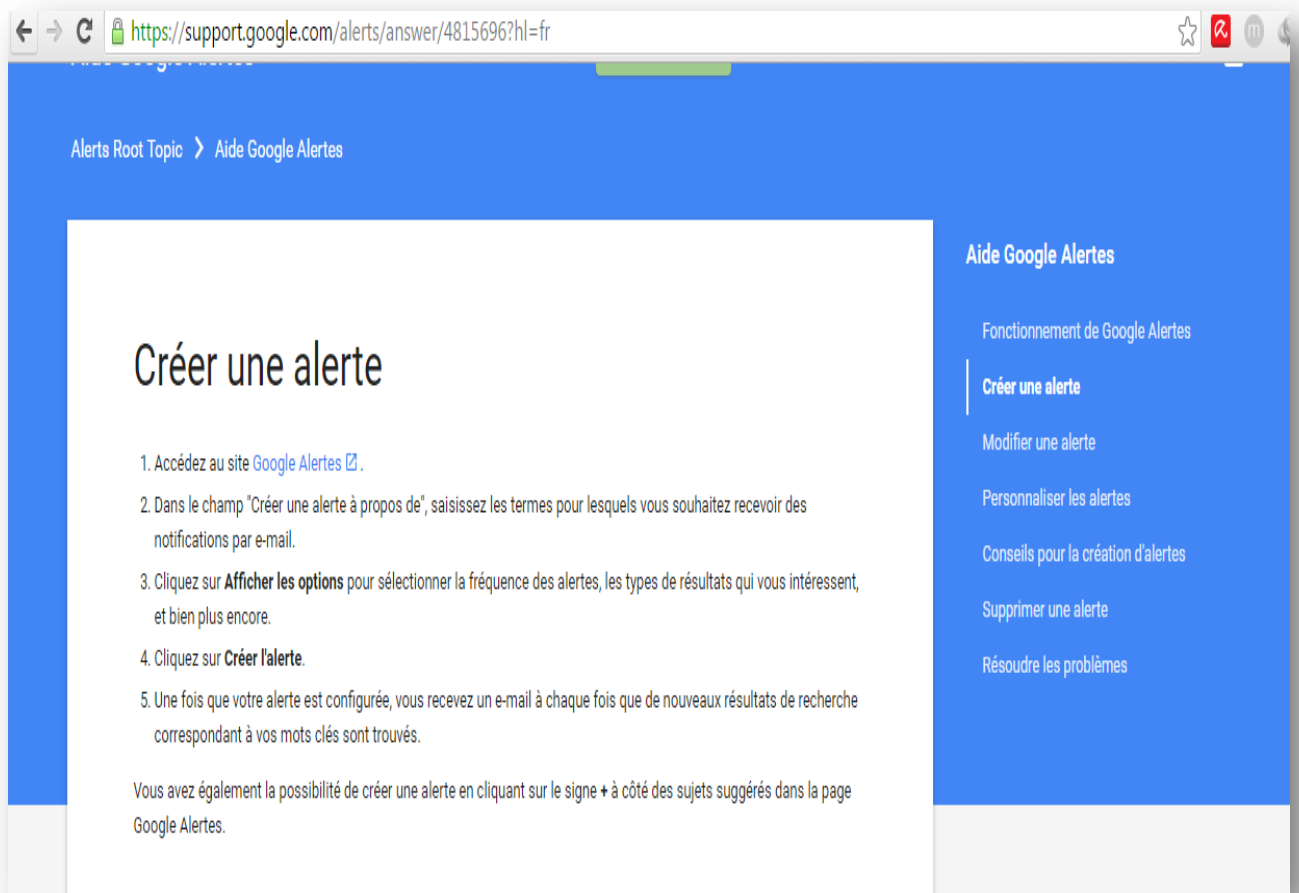 https://support.google.com/alerts/answer/4815696?hl=fr
Alerts Root Topic > Aide Google Alertes
Créer une alerte
1. Accédez au site Google Alertes.
2. Dans le champ "Créer une alerte à propos de", saisissez les termes pour lesquels vous souhaitez recevoir des
notifications par e-mail.
3. Cliquez sur Afficher les options pour sélectionner la fréquence des alertes, les types de résultats qui vous intéressent,
et bien plus encore.
4. Cliquez sur Créer l'alerte.
5. Une fois que votre alerte est configurée, vous recevez un e-mail à chaque fois que de nouveaux résultats de recherche
correspondant à vos mots clés sont trouvés.
Vous avez également la possibilité de créer une alerte en cliquant sur le signe + à côté des sujets suggérés dans la page
Google Alertes.
Aide Google Alertes
Fonctionnement de Google Alertes
Créer une alerte
Modifier une alerte
Personnaliser les alertes
Conseils pour la création d'alertes
Supprimer une alerte
Résoudre les problèmes